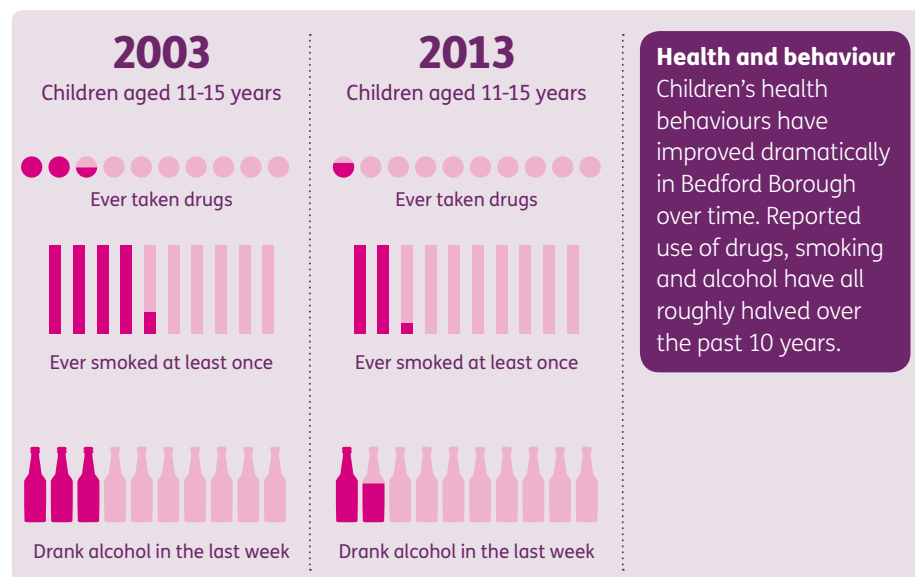 2003
Children aged 11-15 years
Ever taken drugs
Ever smoked at least once
Drank alcohol in the last week
2013
Children aged 11-15 years
Ever taken drugs
Ever smoked at least once
Drank alcohol in the last week
Health and behaviour
Children’s health
behaviours have
improved dramatically
in Bedford Borough
over time. Reported
use of drugs, smoking
and alcohol have all
roughly halved over
the past 10 years.